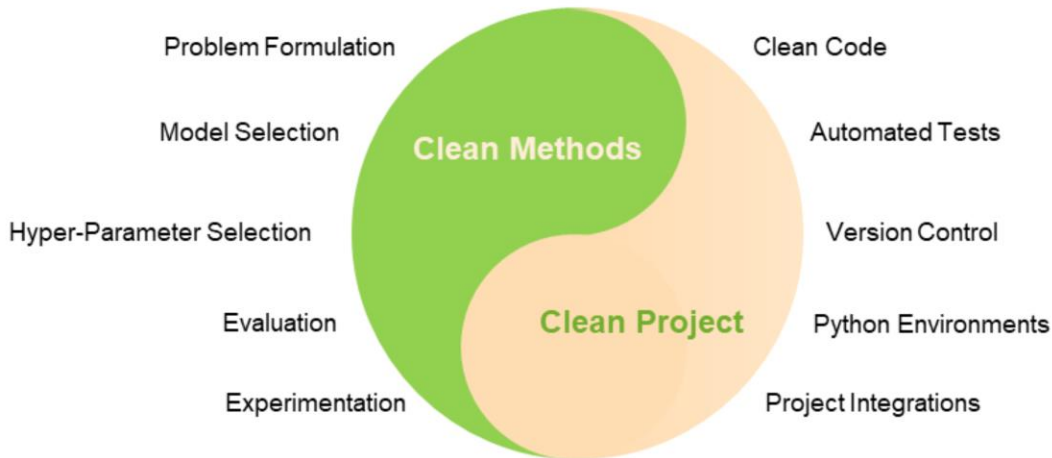 Problem Formulation
Model Selection
Hyper-Parameter Selection
Evaluation
Experimentation
Clean Methods
Clean Project
Clean Code
Automated Tests
Version Control
Python Environments
Project Integrations